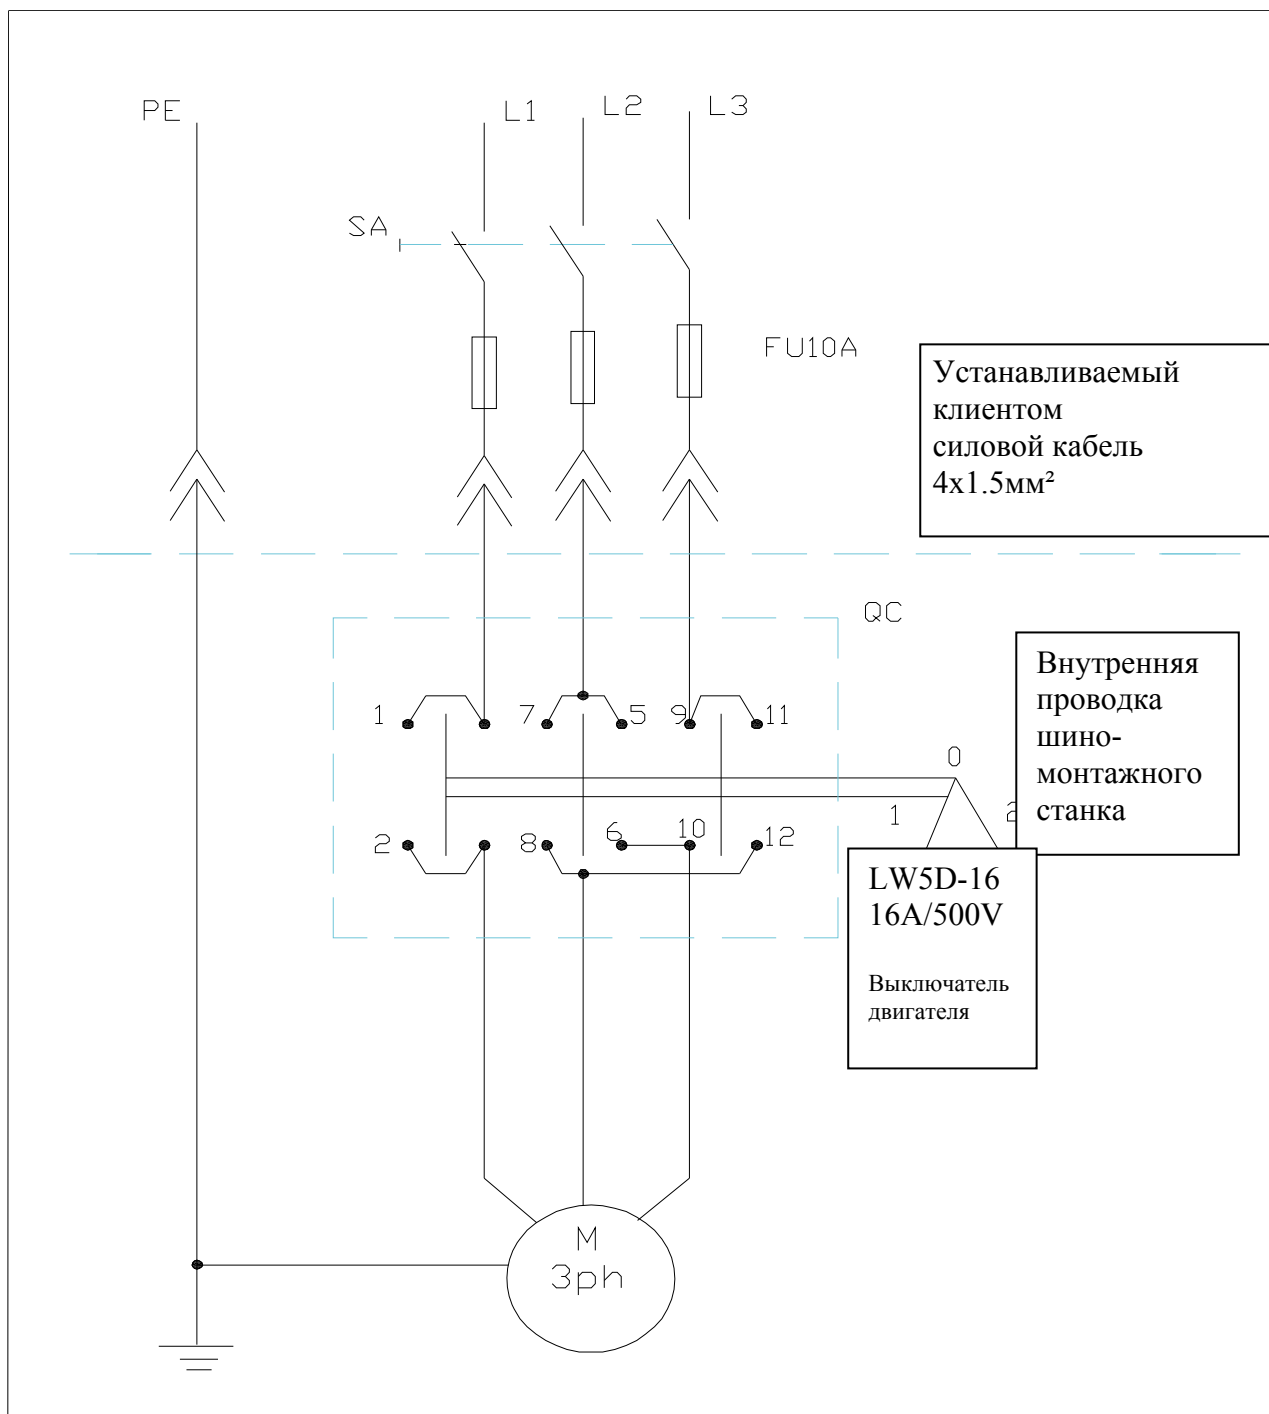 PE
L1
L2
L3
SA
FU10A
Устанавливаемый
клиентом
силовой кабель
4x1.5мм²
QC
Внутренняя
проводка
шино-
монтажного
станка
1
7
5
9
11
0
1
2
2
8
6
10
12
LW5D-16
16A/500V
Выключатель
двигателя
M
3ph